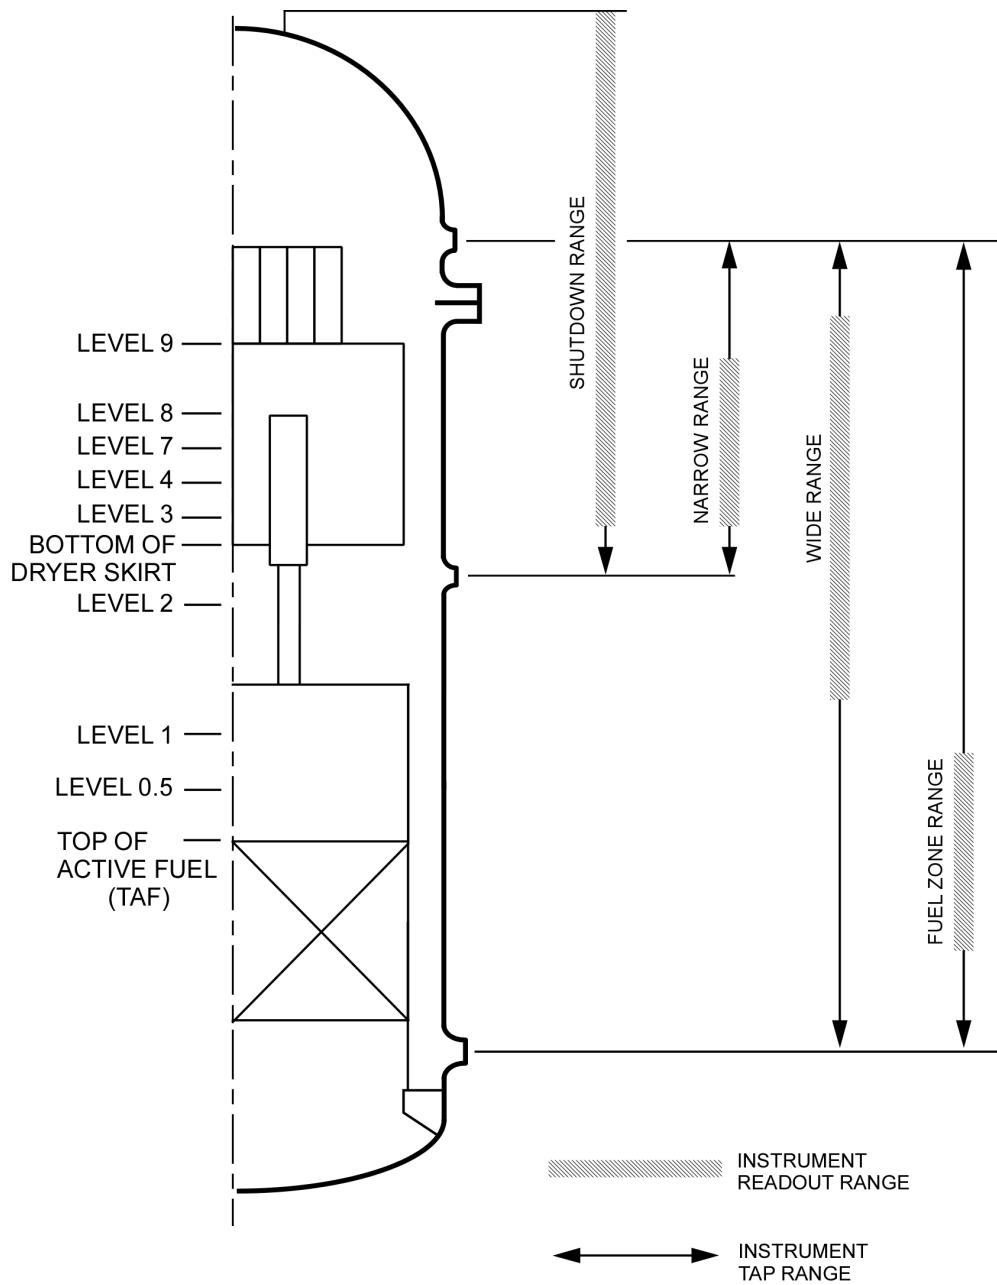 LEVEL 9
LEVEL 8
LEVEL 7
LEVEL 4
LEVEL 3
BOTTOM OF
DRYER SKIRT
LEVEL 2
LEVEL 1
LEVEL 0.5
TOP OF
ACTIVE FUEL
(TAF)
SHUTDOWN RANGE
NARROW RANGE
WIDE RANGE
FUEL ZONE RANGE
INSTRUMENT
READOUT RANGE
INSTRUMENT
TAP RANGE